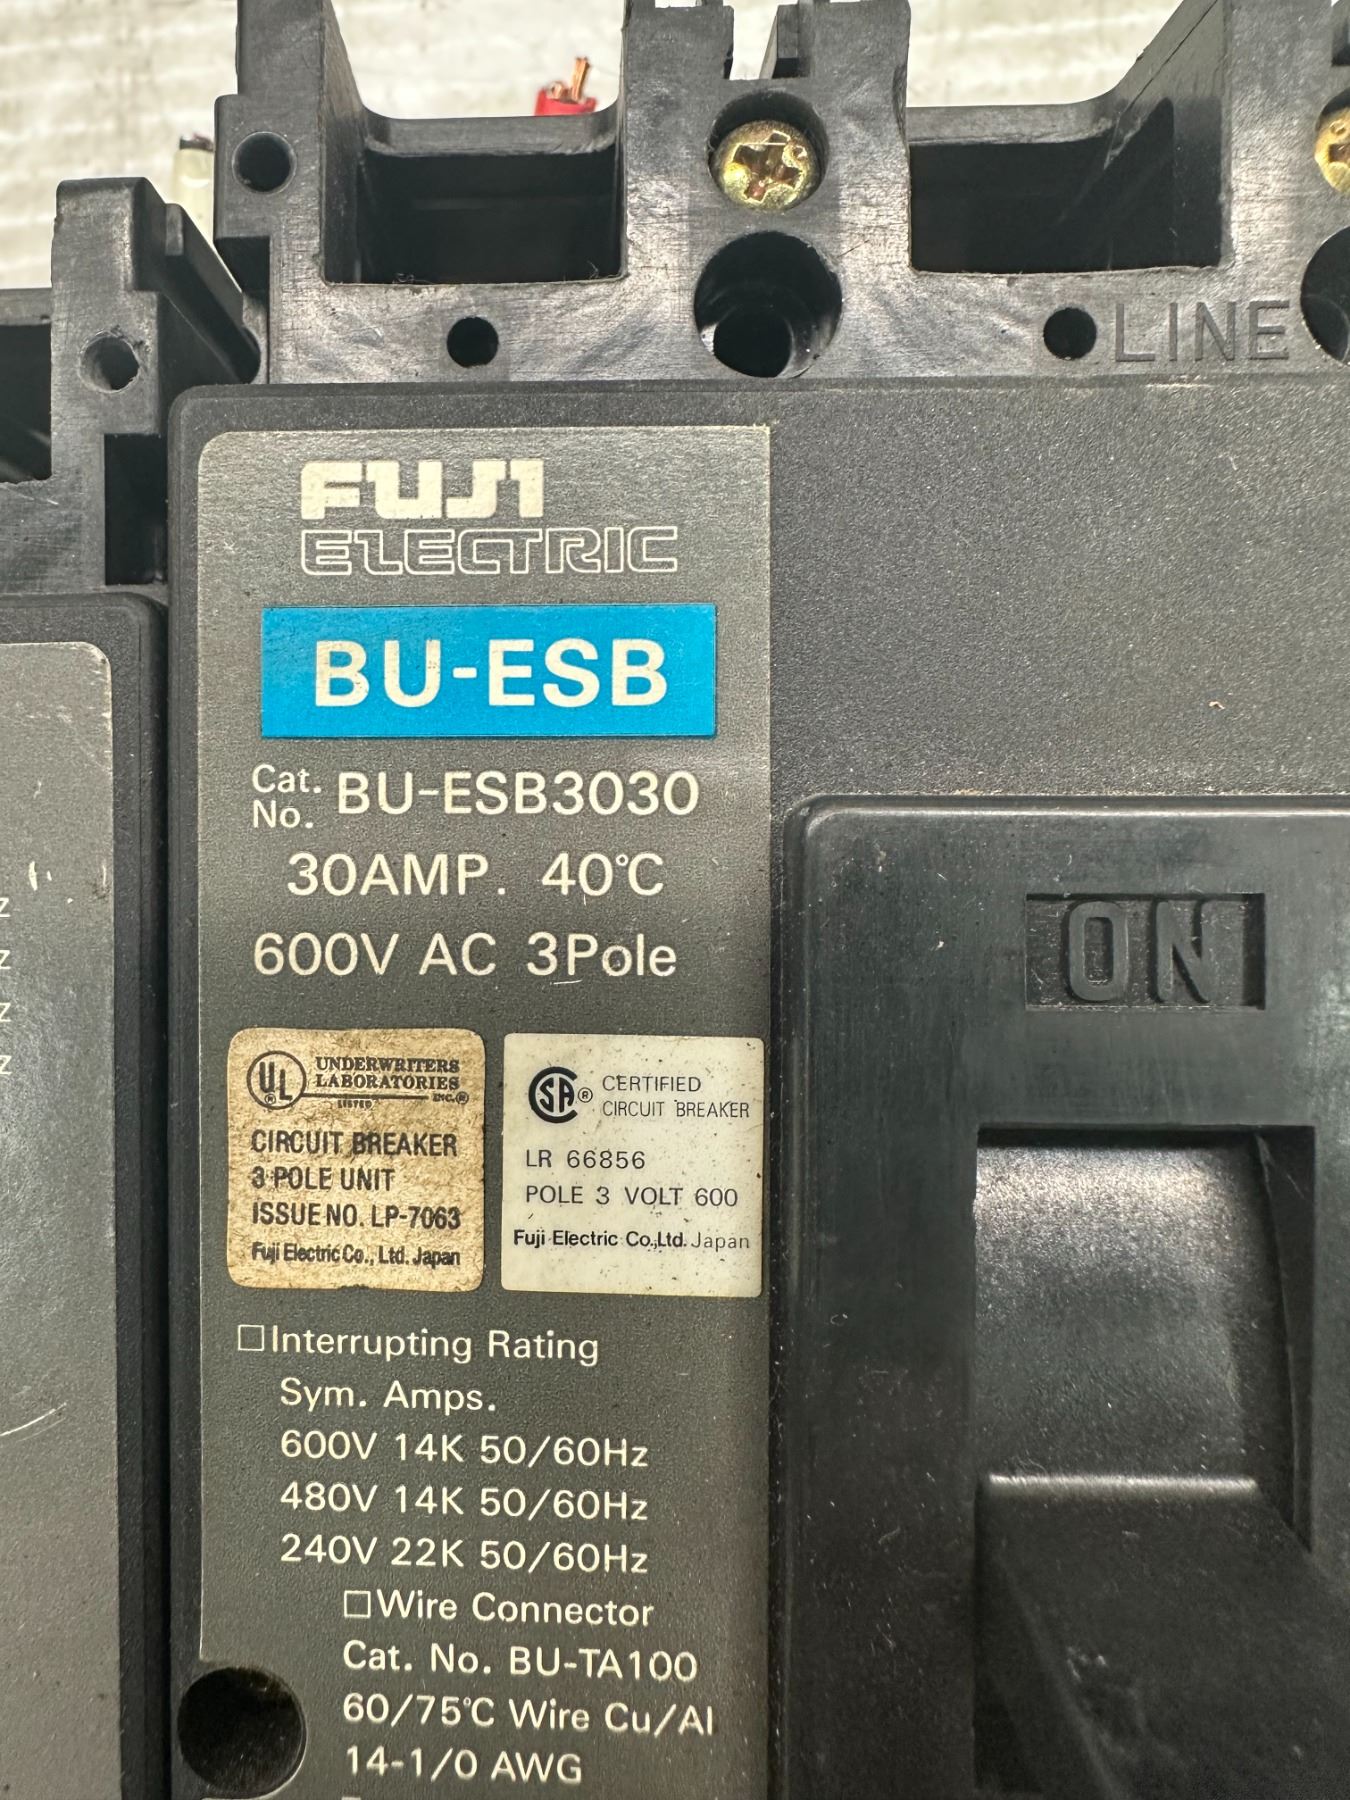 LINE
FUJI
ELECTRIC
BU-ESB
Cat. No. BU-ESB3030
30AMP. 40°C
600V AC 3Pole
ON
UL® UNDERWRITERS
LABORATORIES
LISTED INC.®
CIRCUIT BREAKER
3 POLE UNIT
ISSUE NO. LP-7063
Fuji Electric Co., Ltd. Japan
SA® CERTIFIED
CIRCUIT BREAKER
LR 66856
POLE 3 VOLT 600
Fuji Electric Co.,Ltd. Japan
□Interrupting Rating
Sym. Amps.
600V 14K 50/60Hz
480V 14K 50/60Hz
240V 22K 50/60Hz
□Wire Connector
Cat. No. BU-TA100
60/75°C Wire Cu/Al
14-1/0 AWG
z
z
z
z